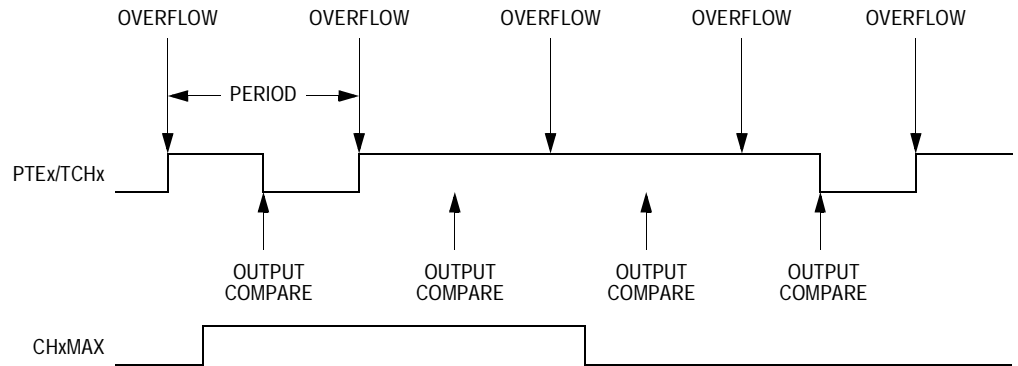 OVERFLOW OVERFLOW OVERFLOW OVERFLOW OVERFLOW
PERIOD
PTEx/TCHx
OUTPUT COMPARE
OUTPUT COMPARE
OUTPUT COMPARE
OUTPUT COMPARE
CHxMAX